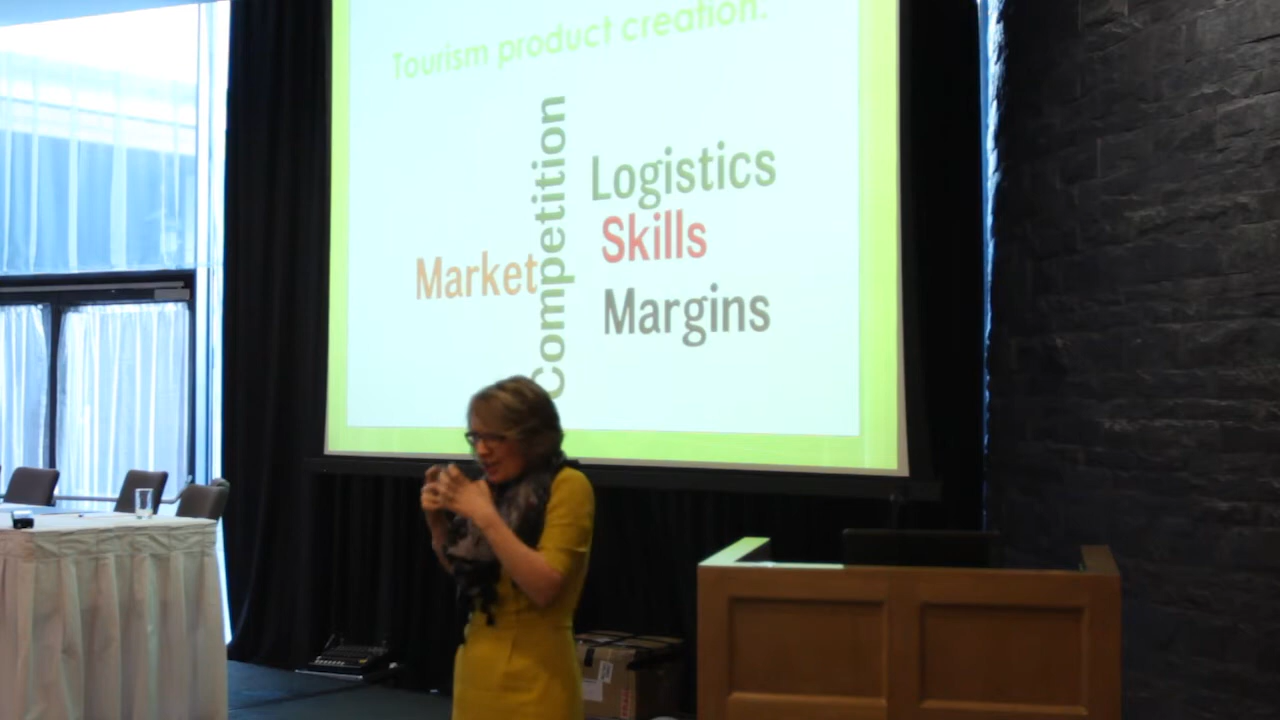 Tourism product creation.
Competition
Logistics
Skills
Market
Margins